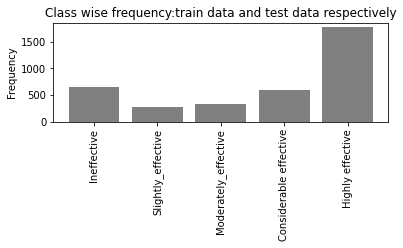 Class wise frequency:train data and test data respectively
1500
1000
500
0
Frequency
Ineffective
Slightly_effective
Moderately_effective
Considerable effective
Highly effective